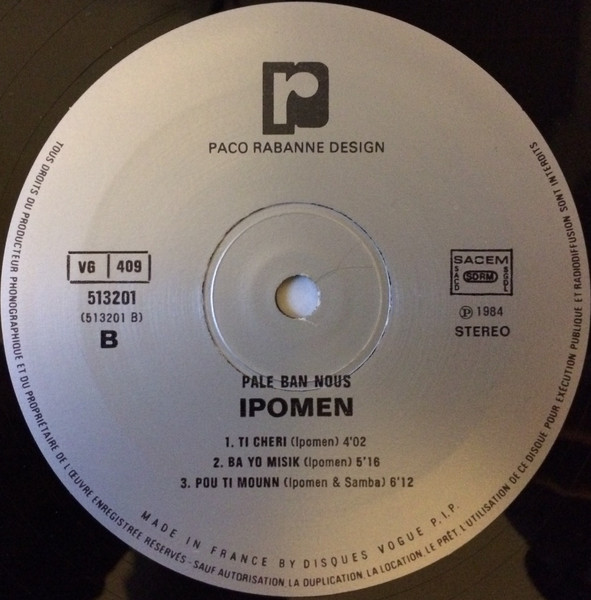 r
PACO RABANNE DESIGN
VG 409
513201
(513201 B)
B
SACEM
SACD SDRM SGDL
℗ 1984
STEREO
PALE BAN NOUS
IPOMEN
1. TI CHERI (Ipomen) 4'02
2. BA YO MISIK (Ipomen) 5'16
3. POU TI MOUNN (Ipomen & Samba) 6'12
MADE IN FRANCE BY DISQUES VOGUE P.I.P.
TOUS DROITS DU PRODUCTEUR PHONOGRAPHIQUE ET DU PROPRIÉTAIRE DE L'ŒUVRE ENREGISTRÉE RÉSERVÉS - SAUF AUTORISATION, LA DUPLICATION, LA LOCATION, LE PRÊT, L'UTILISATION DE CE DISQUE POUR EXÉCUTION PUBLIQUE ET RADIODIFFUSION SONT INTERDITS